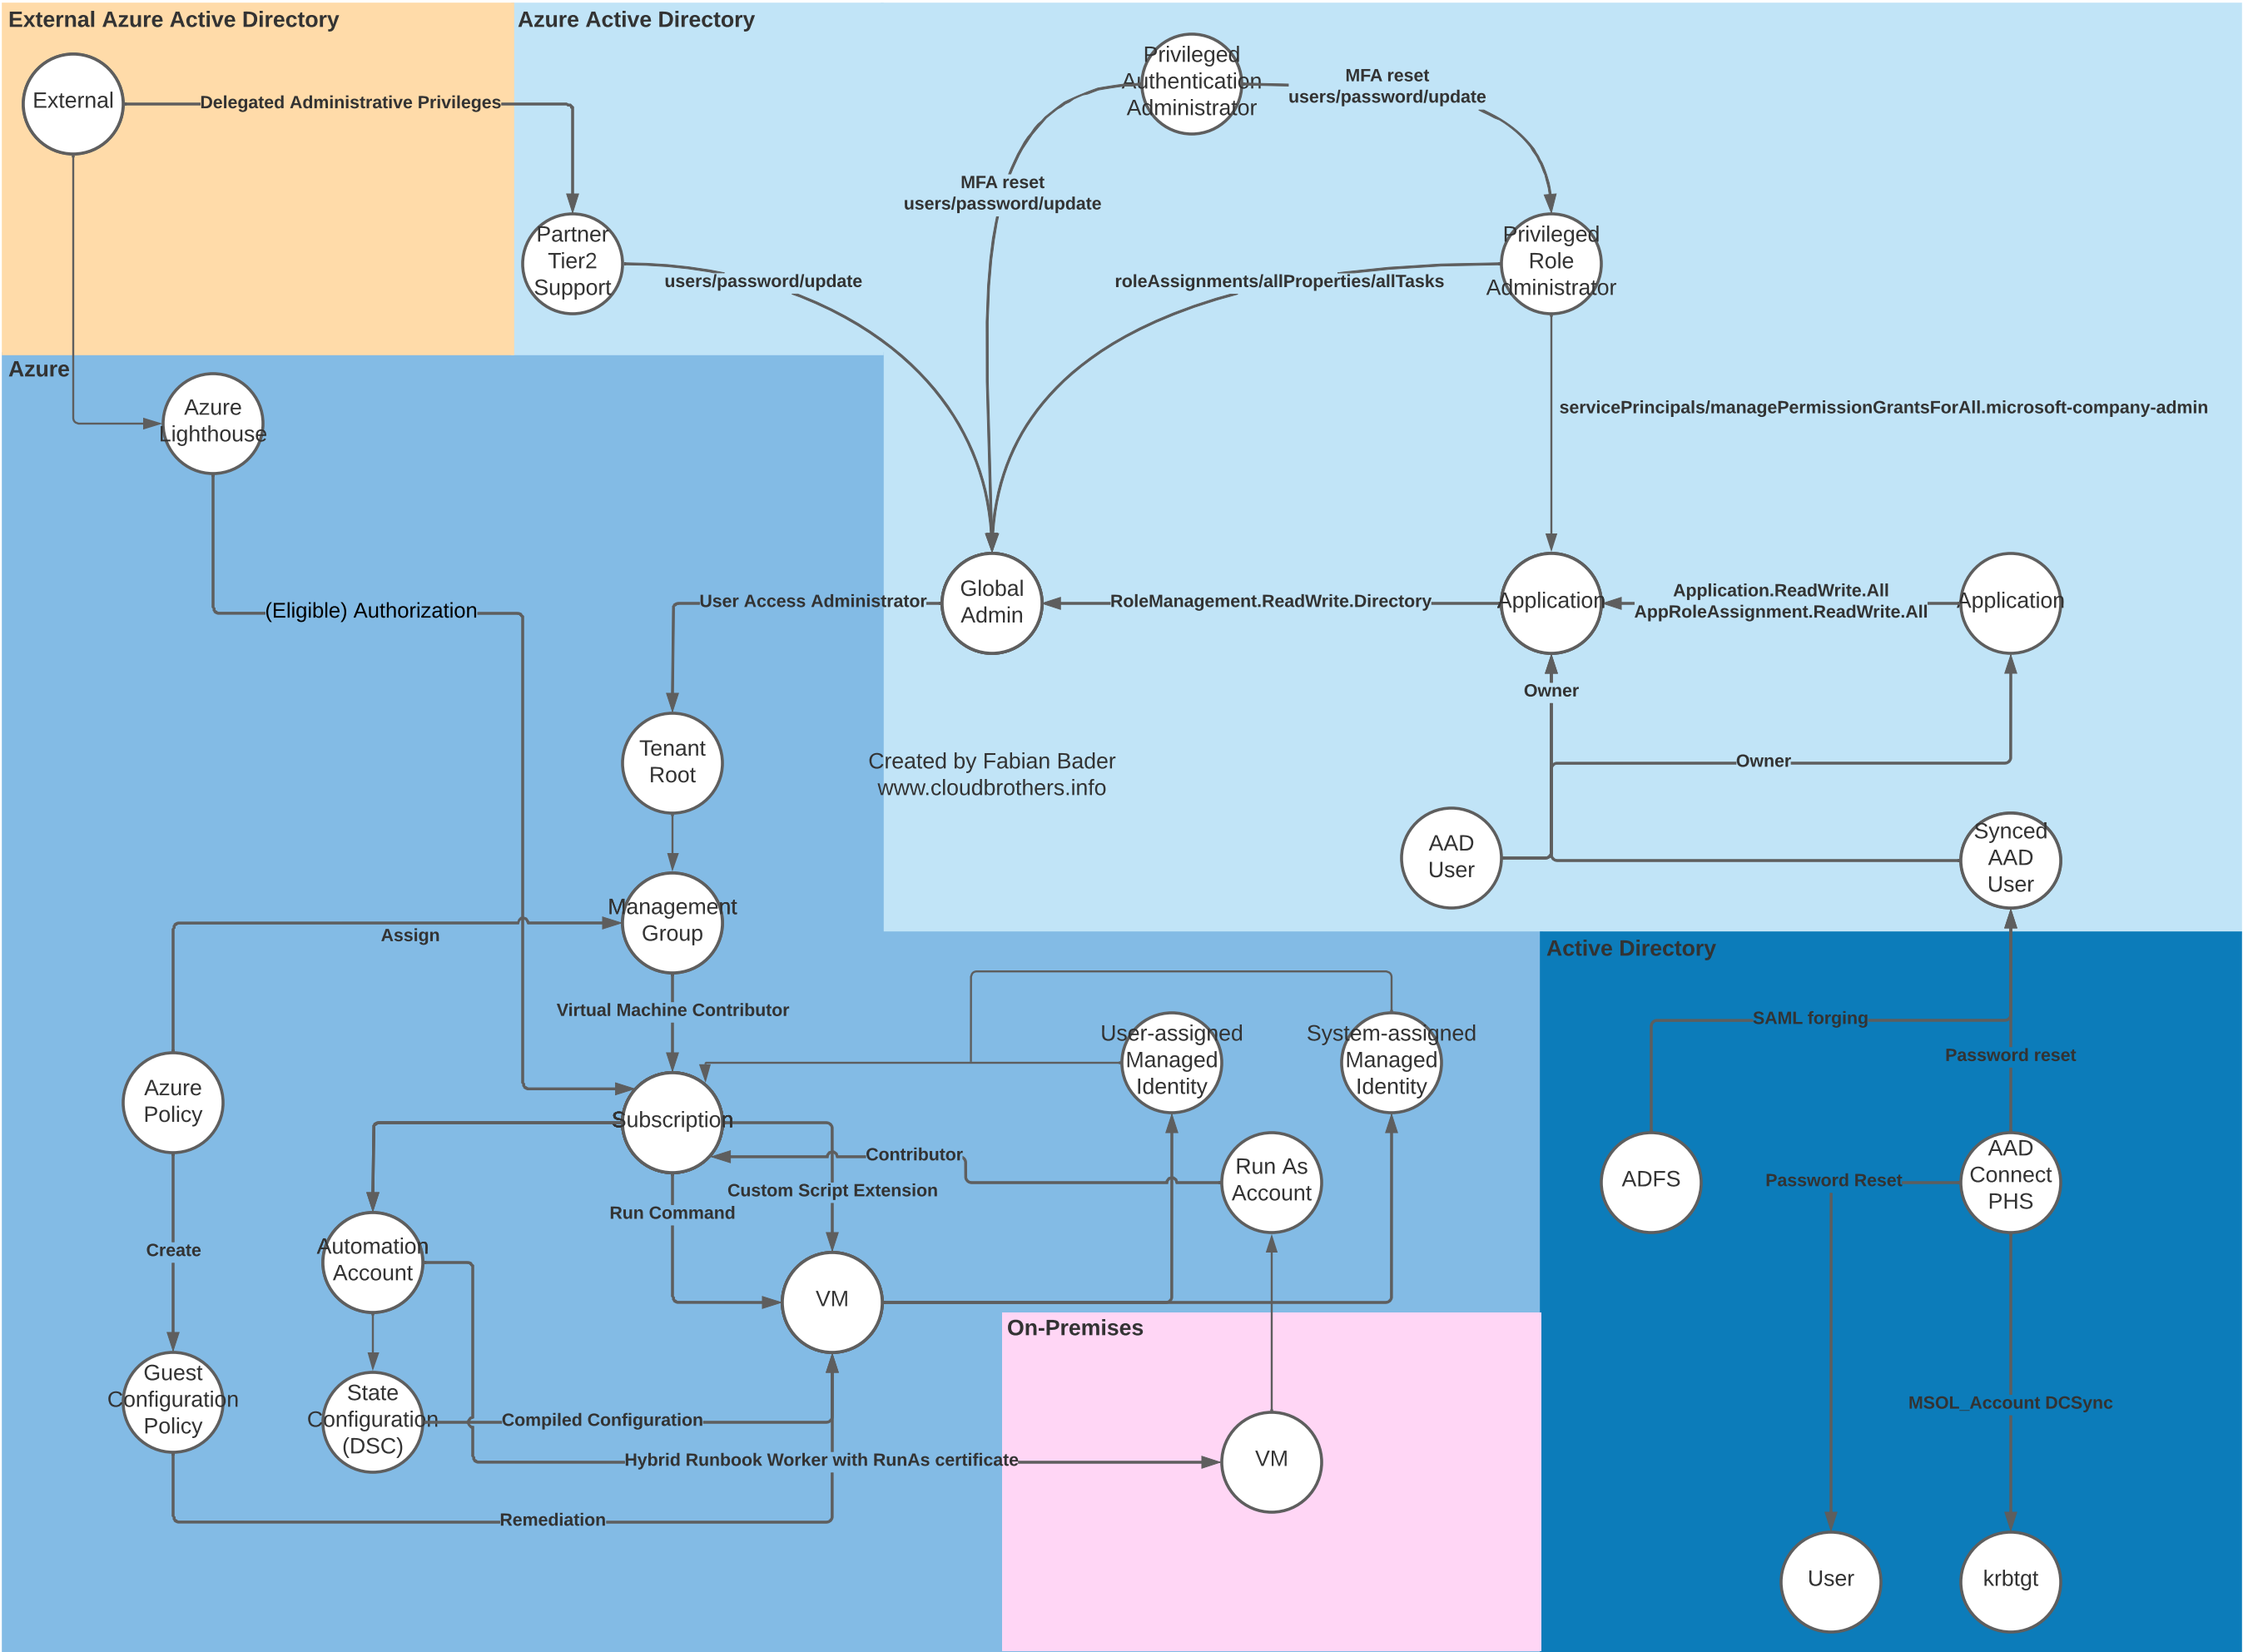 External Azure Active Directory
Azure Active Directory
External
Delegated Administrative Privileges
Privileged
Authentication
Administrator
MFA reset
users/password/update
MFA reset
users/password/update
Partner
Tier2
Support
users/password/update
roleAssignments/allProperties/allTasks
Privileged
Role
Administrator
Azure
Azure
Lighthouse
servicePrincipals/managePermissionGrantsForAll.microsoft-company-admin
(Eligible) Authorization
User Access Administrator
Global
Admin
RoleManagement.ReadWrite.Directory
Application
Application.ReadWrite.All
AppRoleAssignment.ReadWrite.All
Application
Owner
Tenant
Root
Created by Fabian Bader
www.cloudbrothers.info
Owner
AAD
User
Synced
AAD
User
Management
Group
Assign
Active Directory
Virtual Machine Contributor
User-assigned
Managed
Identity
System-assigned
Managed
Identity
SAML forging
Password reset
Azure
Policy
Subscription
Contributor
Run As
Account
ADFS
Password Reset
AAD
Connect
PHS
Custom Script Extension
Run Command
Create
Automation
Account
VM
On-Premises
Guest
Configuration
Policy
State
Configuration
(DSC)
Compiled Configuration
MSOL_Account DCSync
Hybrid Runbook Worker with RunAs certificate
VM
Remediation
User
krbtgt